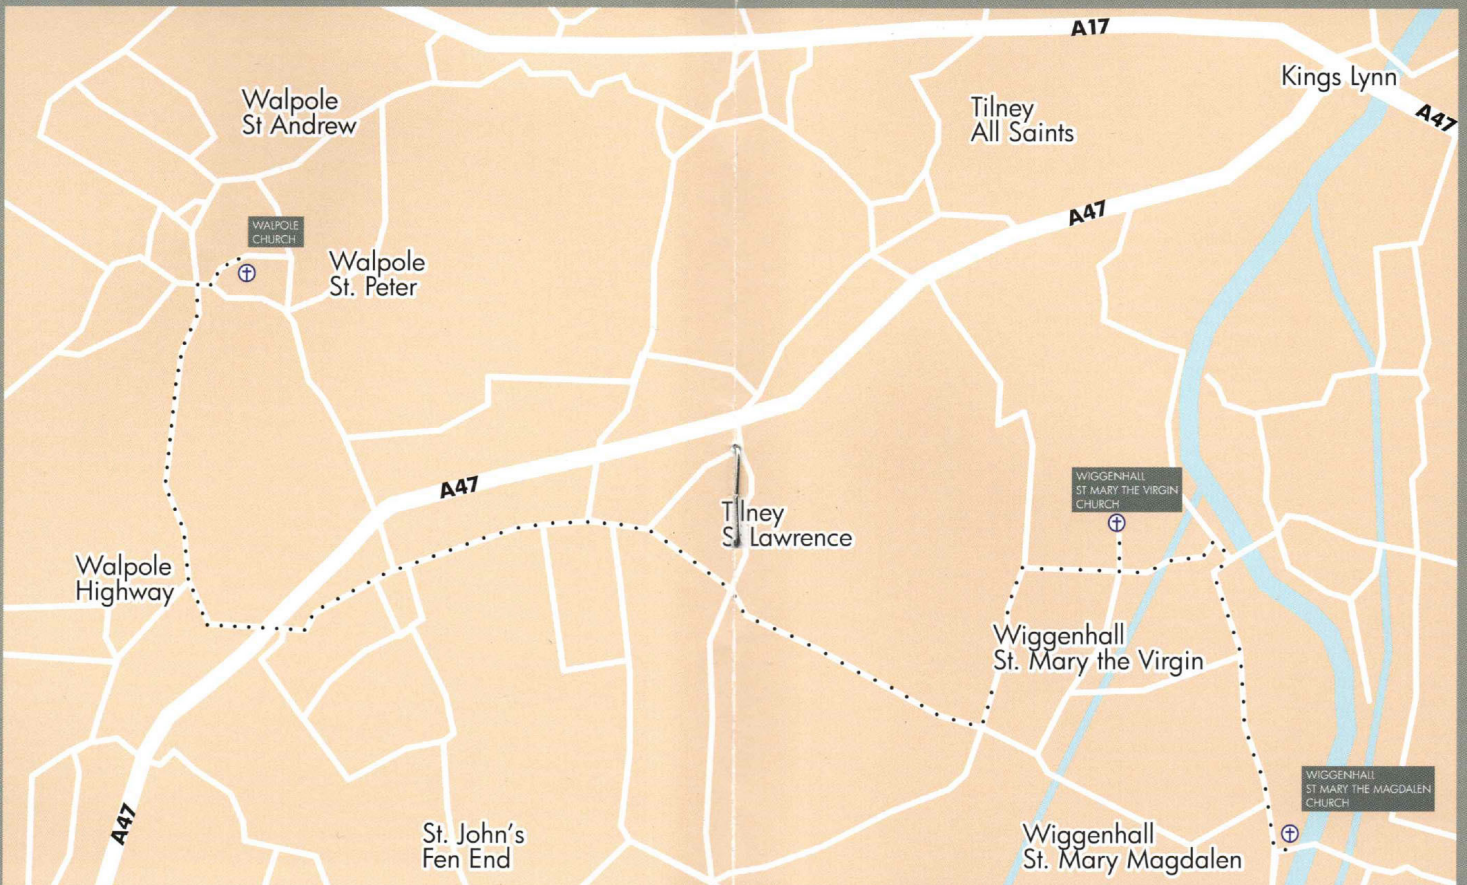 A17
Kings Lynn
A47
Walpole
St Andrew
Tilney
All Saints
A47
WALPOLE
CHURCH
Walpole
St. Peter
A47
WIGGENHALL
ST MARY THE VIRGIN
CHURCH
Tilney
St Lawrence
Walpole
Highway
Wiggenhall
St. Mary the Virgin
WIGGENHALL
ST MARY THE MAGDALEN
CHURCH
A47
St. John's
Fen End
Wiggenhall
St. Mary Magdalen